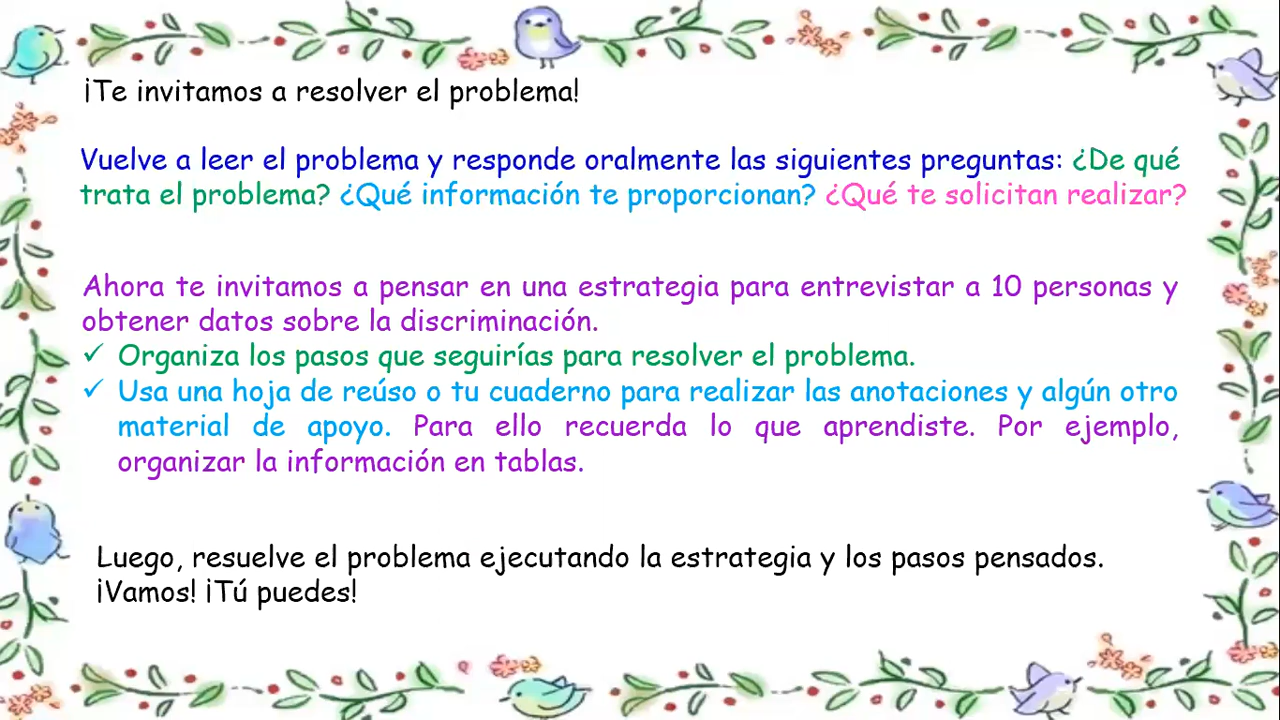 ¡Te invitamos a resolver el problema!
Vuelve a leer el problema y responde oralmente las siguientes preguntas: ¿De qué
trata el problema? ¿Qué información te proporcionan? ¿Qué te solicitan realizar?
Ahora te invitamos a pensar en una estrategia para entrevistar a 10 personas y
obtener datos sobre la discriminación.
✓ Organiza los pasos que seguirías para resolver el problema.
✓ Usa una hoja de reúso o tu cuaderno para realizar las anotaciones y algún otro
material de apoyo. Para ello recuerda lo que aprendiste. Por ejemplo,
organizar la información en tablas.
Luego, resuelve el problema ejecutando la estrategia y los pasos pensados.
¡Vamos! ¡Tú puedes!